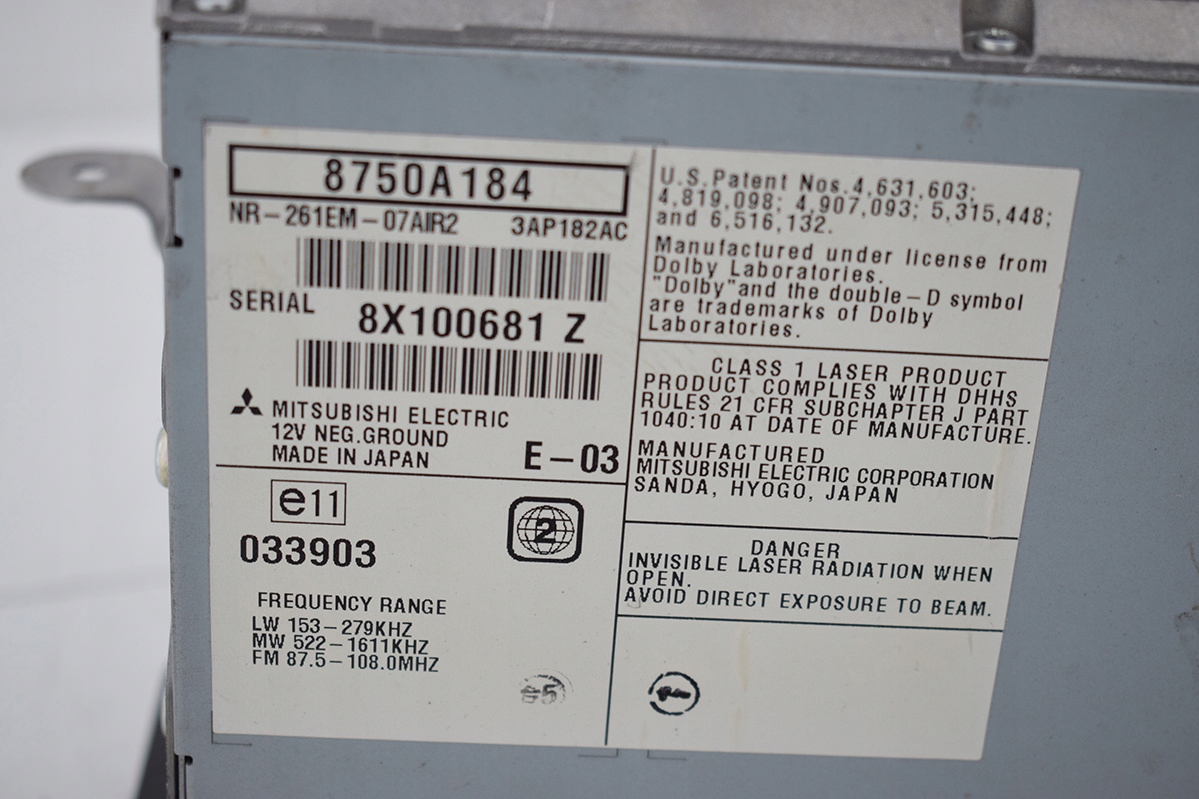 8750A184
NR-261EM-07AIR2 3AP182AC
SERIAL 8X100681 Z
MITSUBISHI ELECTRIC
12V NEG.GROUND
MADE IN JAPAN E-03
e11
033903
2
FREQUENCY RANGE
LW 153-279KHZ
MW 522-1611KHZ
FM 87.5-108.0MHZ
U.S.Patent Nos.4,631,603;
4,819,098; 4,907,093; 5,315,448;
and 6,516,132.
Manufactured under license from
Dolby Laboratories.
"Dolby"and the double-D symbol
are trademarks of Dolby
Laboratories.
CLASS 1 LASER PRODUCT
PRODUCT COMPLIES WITH DHHS
RULES 21 CFR SUBCHAPTER J PART
1040:10 AT DATE OF MANUFACTURE.
MANUFACTURED
MITSUBISHI ELECTRIC CORPORATION
SANDA, HYOGO, JAPAN
DANGER
INVISIBLE LASER RADIATION WHEN
OPEN.
AVOID DIRECT EXPOSURE TO BEAM.